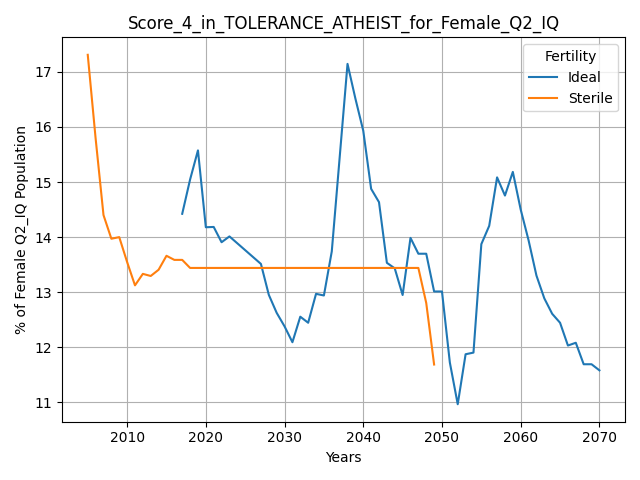 Score_4_in_TOLERANCE_ATHEIST_for_Female_Q2_IQ
Fertility
Ideal
Sterile
% of Female Q2_IQ Population
17
16
15
14
13
12
11
2010 2020 2030 2040 2050 2060 2070
Years